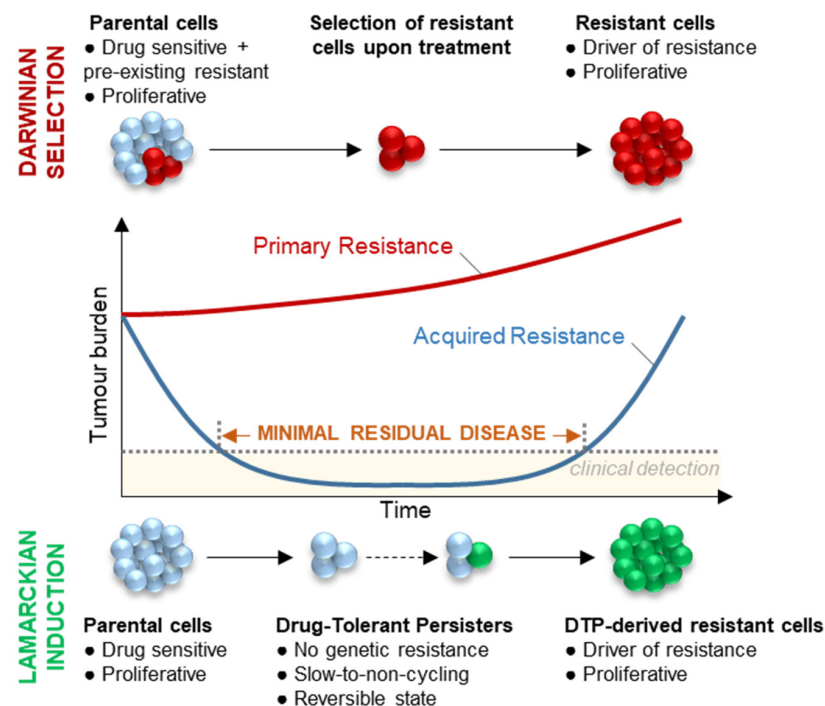 DARWINIAN
SELECTION
Parental cells
● Drug sensitive +
pre-existing resistant
● Proliferative
Selection of resistant
cells upon treatment
Resistant cells
● Driver of resistance
● Proliferative
Tumour burden
Primary Resistance
Acquired Resistance
MINIMAL RESIDUAL DISEASE
clinical detection
Time
LAMARCKIAN
INDUCTION
Parental cells
● Drug sensitive
● Proliferative
Drug-Tolerant Persisters
● No genetic resistance
● Slow-to-non-cycling
● Reversible state
DTP-derived resistant cells
● Driver of resistance
● Proliferative